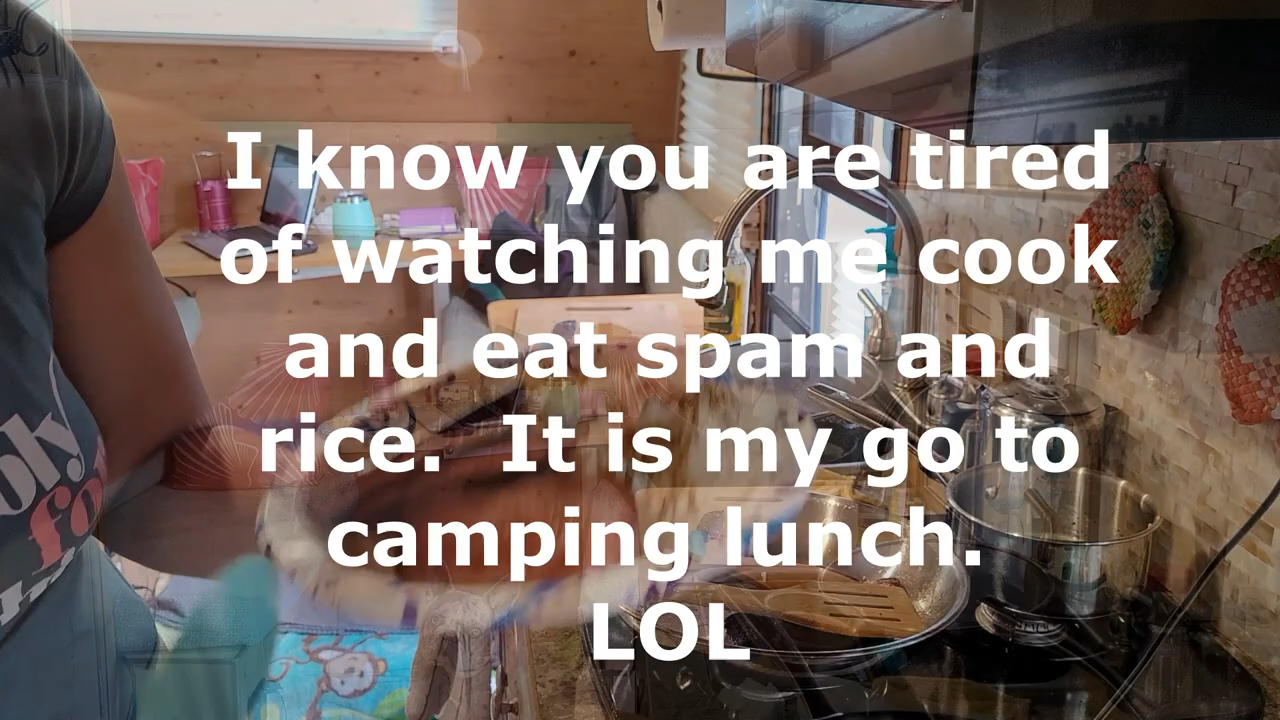 I know you are tired
of watching me cook
and eat spam and
rice.  It is my go to
camping lunch.
LOL